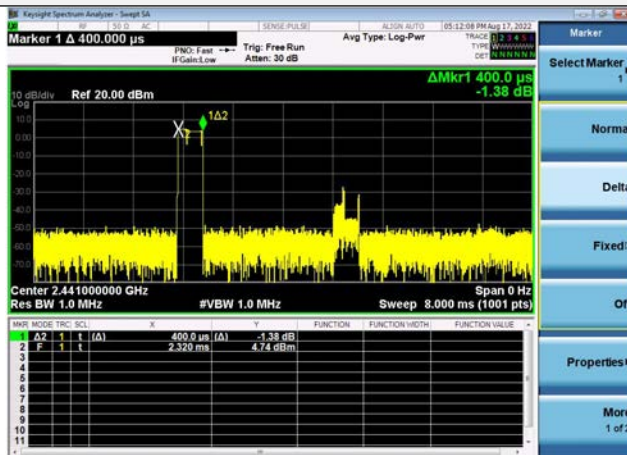 Keysight Spectrum Analyzer - Swept SA
RF 50 Ω AC SENSE:PULSE ALIGN AUTO 05:12:08 PM Aug 17, 2022
Marker 1 Δ 400.000 µs
PNO: Fast
IFGain:Low
Trig: Free Run
Atten: 30 dB
Avg Type: Log-Pwr
TRACE 1 2 3 4 5 6
TYPE
DET N N N N N N
ΔMkr1 400.0 µs
-1.38 dB
10 dB/div Ref 20.00 dBm
Log
10.0
0.00
-10.0
-20.0
-30.0
-40.0
-50.0
-60.0
-70.0
X
1Δ2
Center 2.441000000 GHz Span 0 Hz
Res BW 1.0 MHz #VBW 1.0 MHz Sweep 8.000 ms (1001 pts)
MKR MODE TRC SCL X Y FUNCTION FUNCTION WIDTH FUNCTION VALUE
1 Δ2 1 t (Δ) 400.0 µs (Δ) -1.38 dB
2 F 1 t 2.320 ms 4.74 dBm
3
4
5
6
7
8
9
10
11
Marker
Select Marker
1
Norma
Delta
Fixed
Of
Properties
More
1 of 2